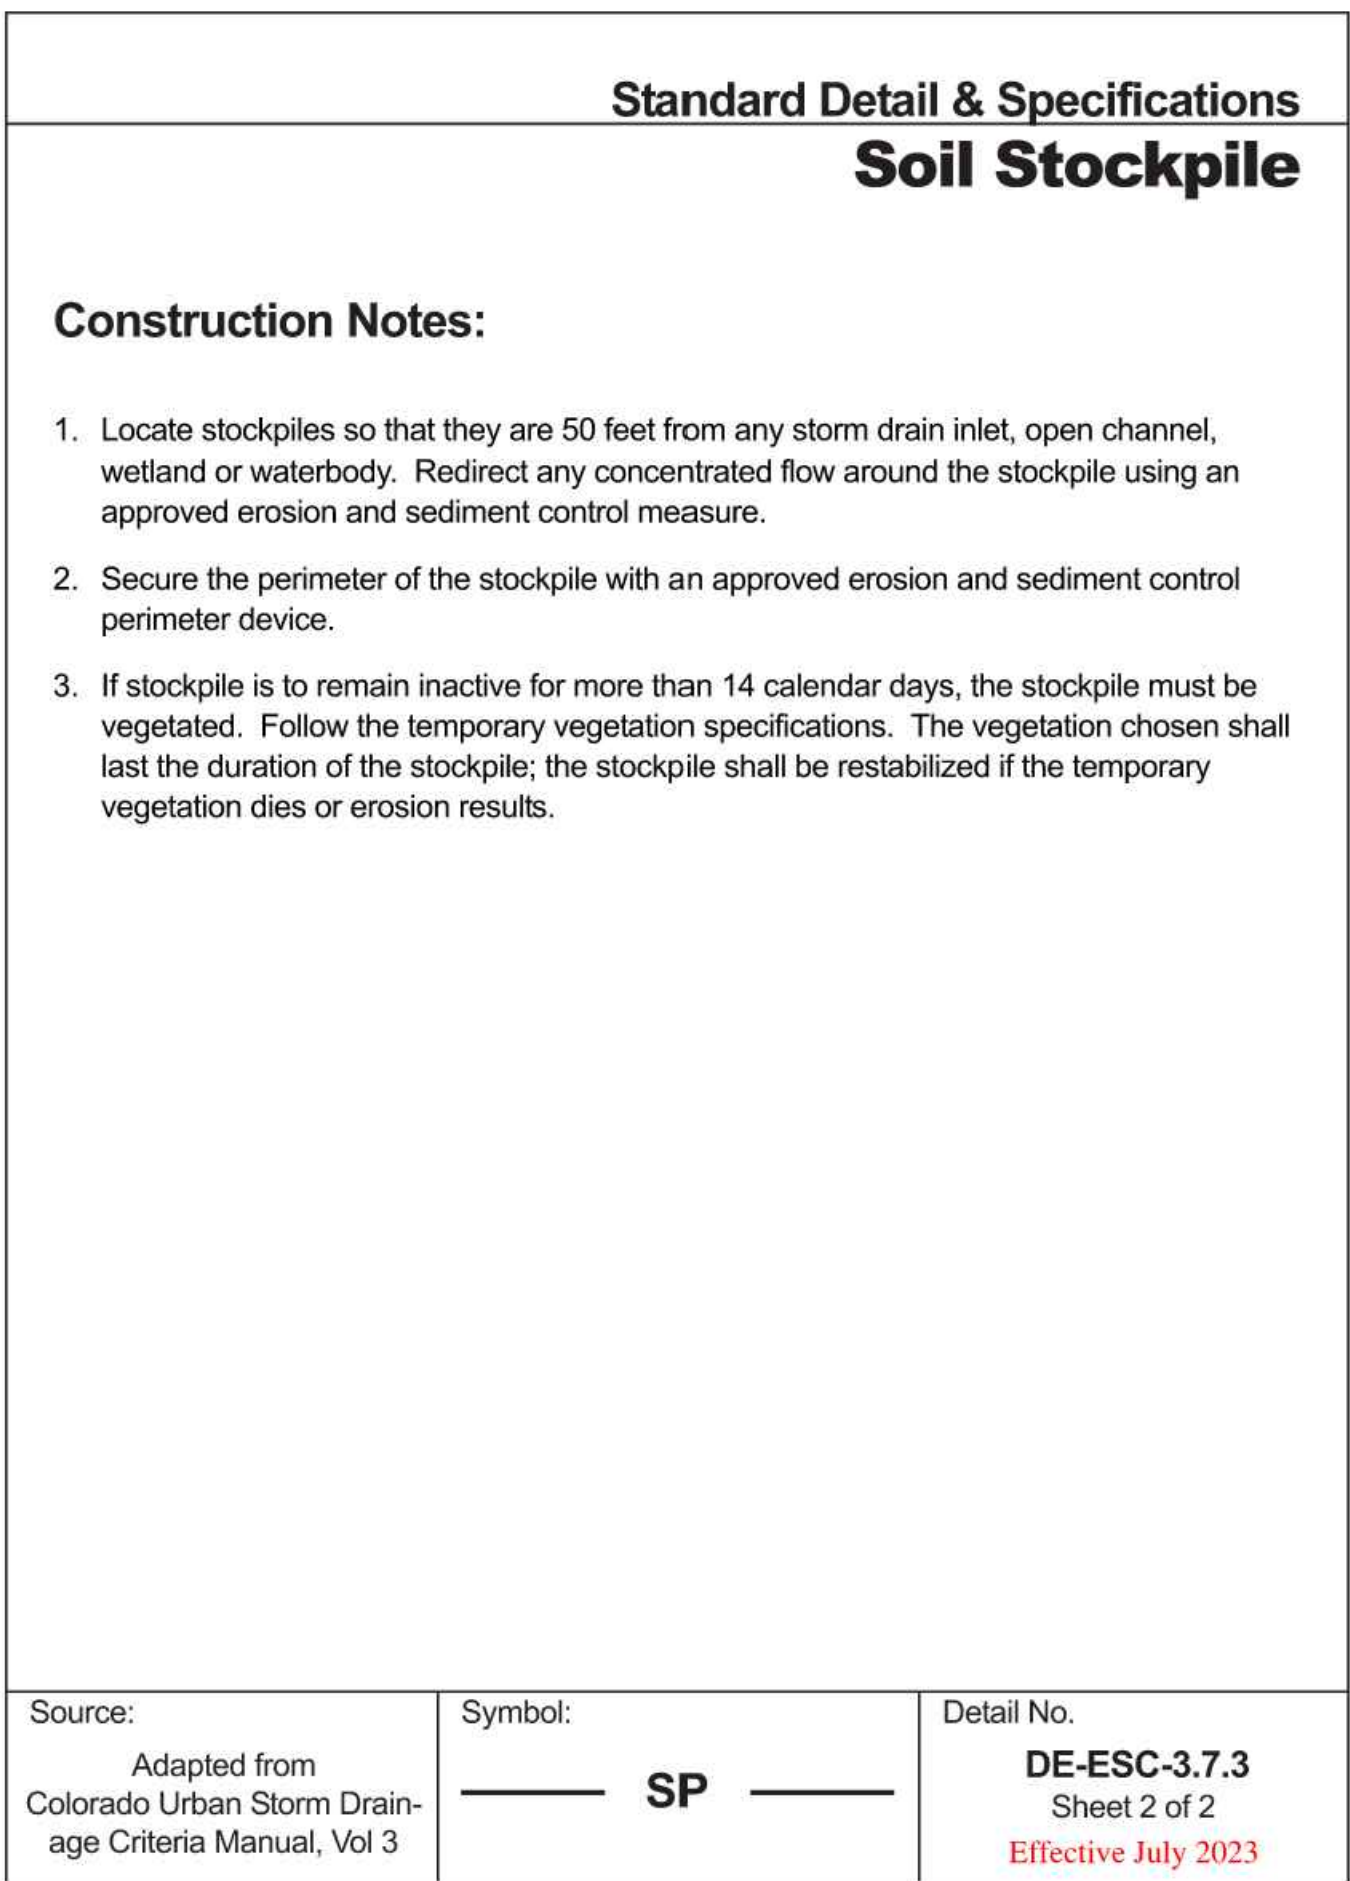 Standard Detail & Specifications
Soil Stockpile
Construction Notes:
1. Locate stockpiles so that they are 50 feet from any storm drain inlet, open channel,
wetland or waterbody.  Redirect any concentrated flow around the stockpile using an
approved erosion and sediment control measure.
2. Secure the perimeter of the stockpile with an approved erosion and sediment control
perimeter device.
3. If stockpile is to remain inactive for more than 14 calendar days, the stockpile must be
vegetated.  Follow the temporary vegetation specifications.  The vegetation chosen shall
last the duration of the stockpile; the stockpile shall be restabilized if the temporary
vegetation dies or erosion results.
Source:
Adapted from
Colorado Urban Storm Drain-
age Criteria Manual, Vol 3
Symbol:
SP
Detail No.
DE-ESC-3.7.3
Sheet 2 of 2
Effective July 2023